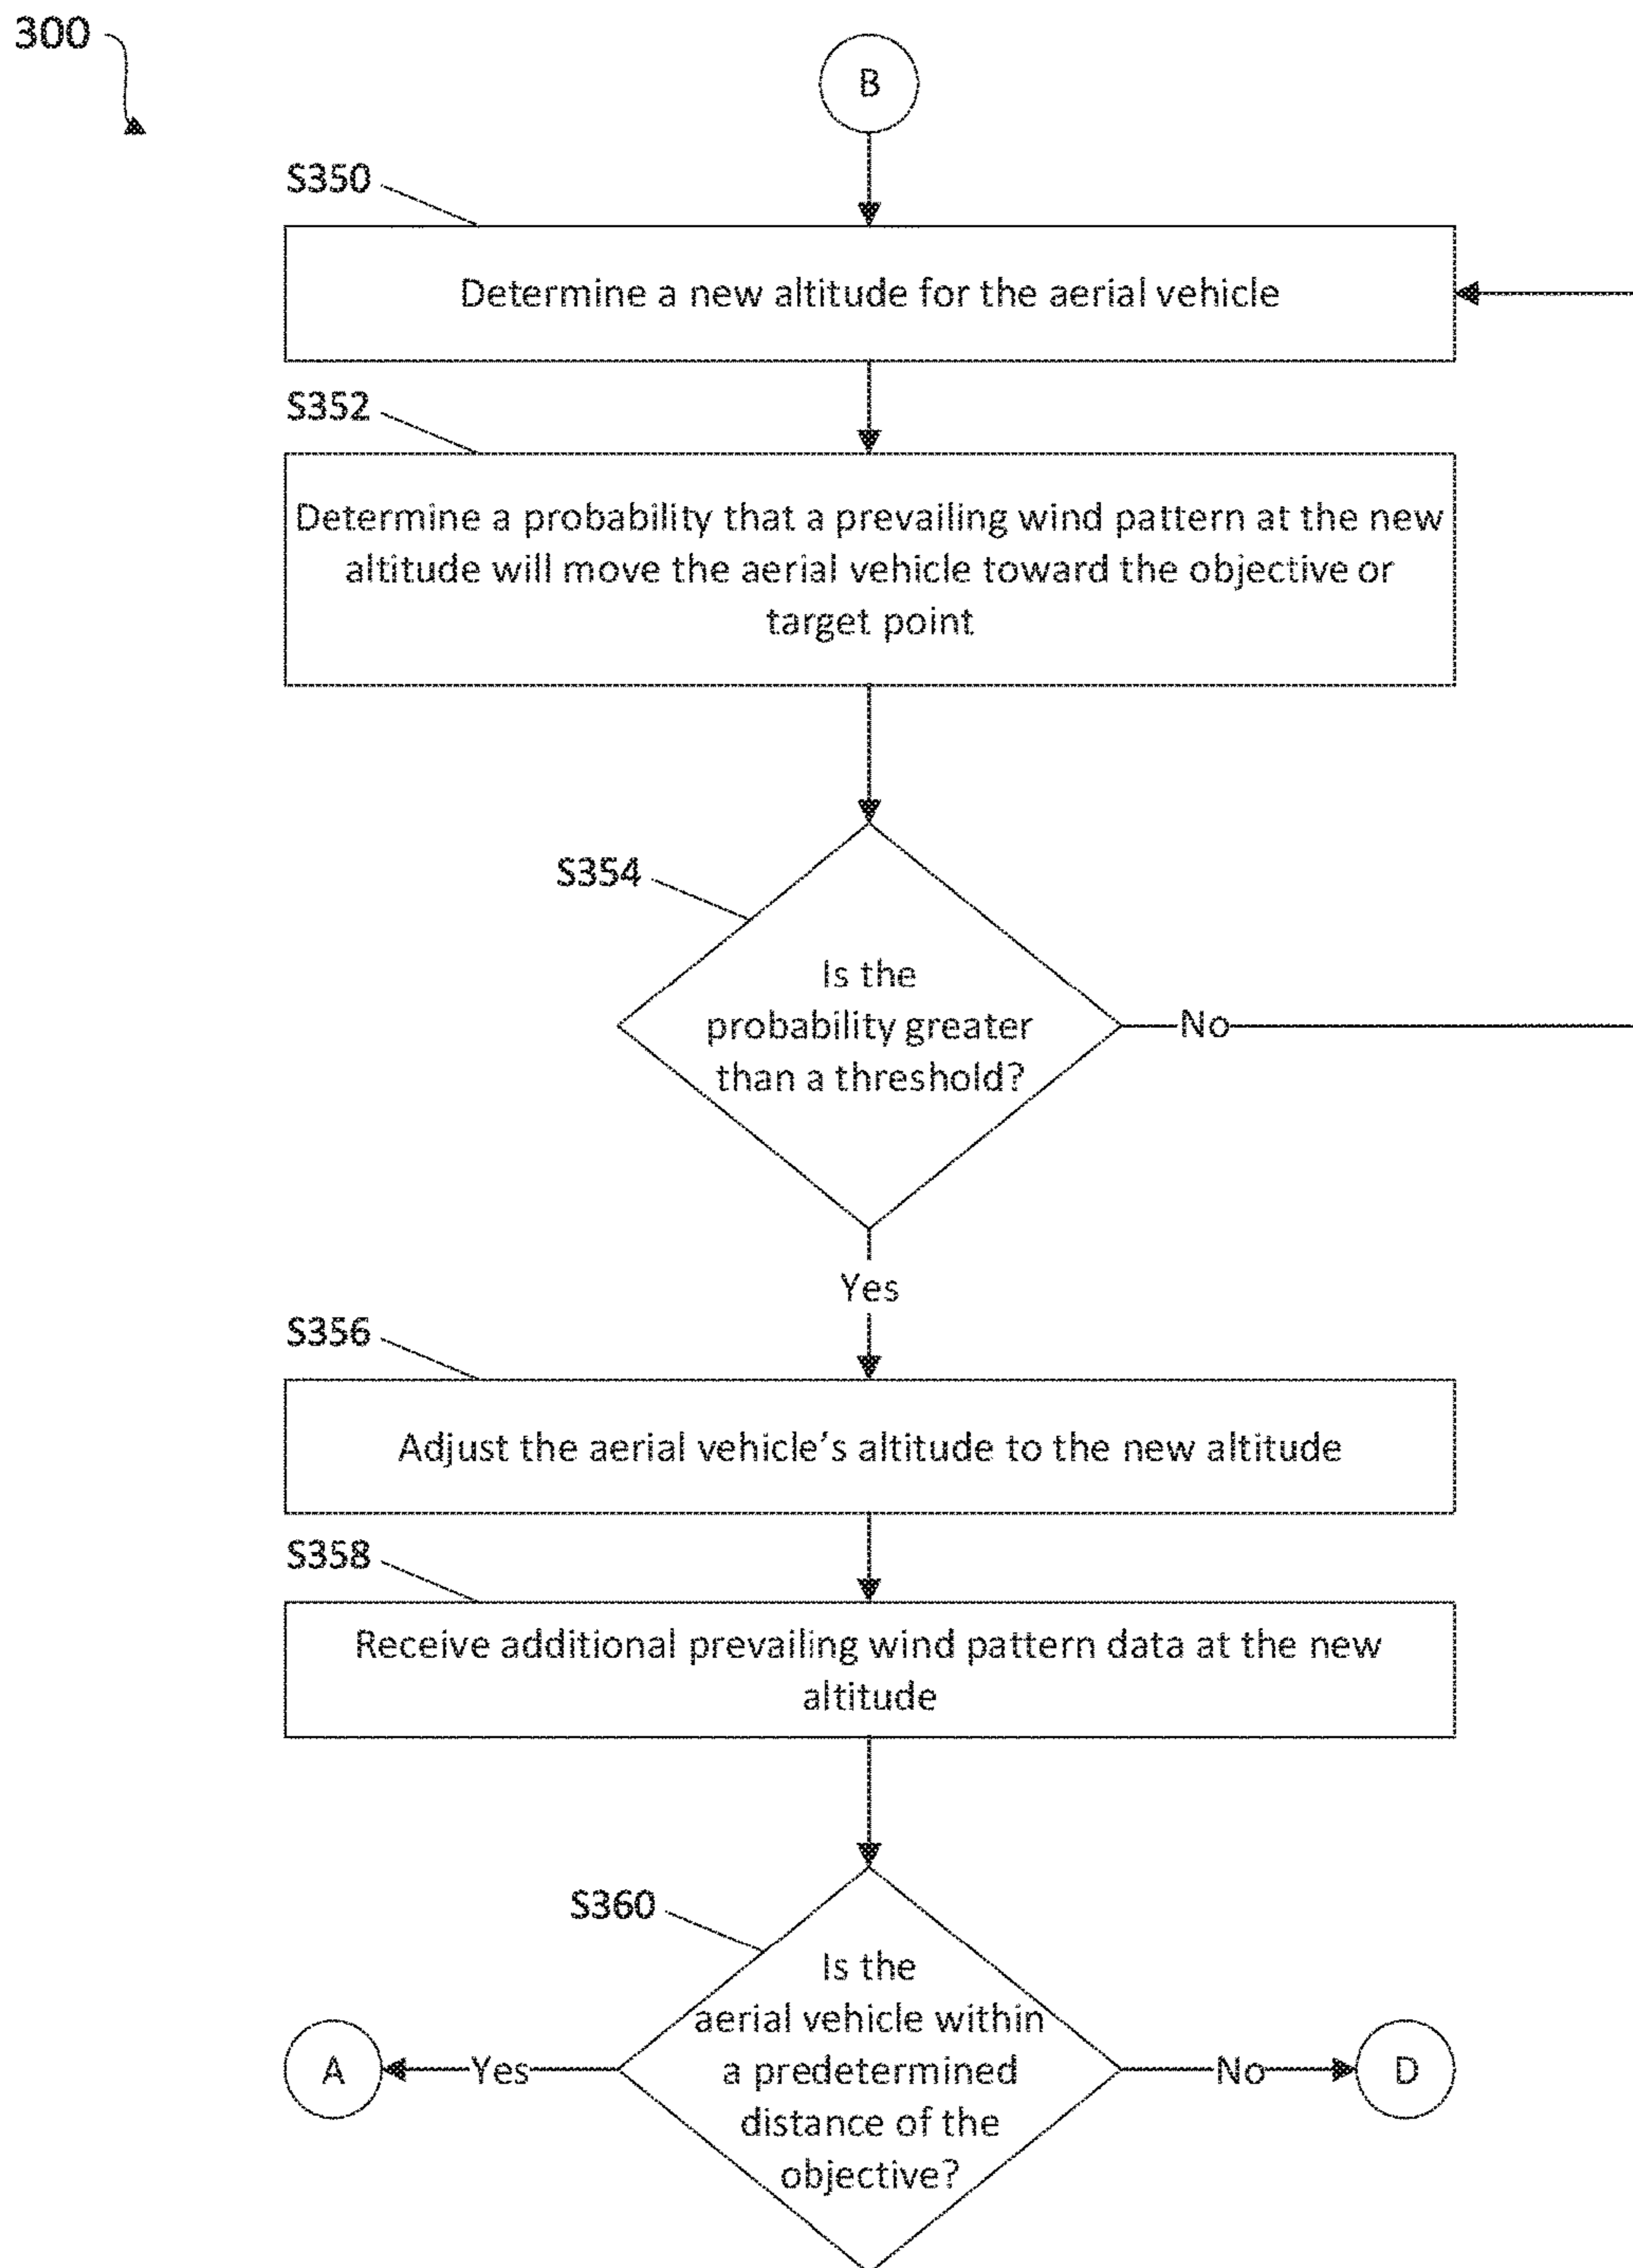 300
B
S350
Determine a new altitude for the aerial vehicle
S352
Determine a probability that a prevailing wind pattern at the new
altitude will move the aerial vehicle toward the objective or
target point
S354
Is the
probability greater
than a threshold?
No
Yes
S356
Adjust the aerial vehicle's altitude to the new altitude
S358
Receive additional prevailing wind pattern data at the new
altitude
S360
Is the
aerial vehicle within
a predetermined
distance of the
objective?
A
Yes
No
D